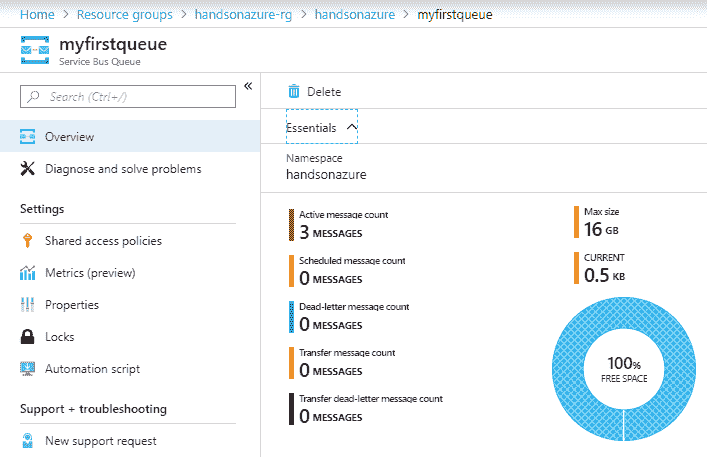 Home > Resource groups > handsonazure-rg > handsonazure > myfirstqueue
myfirstqueue
Service Bus Queue
Search (Ctrl+/)
Overview
Diagnose and solve problems
Settings
Shared access policies
Metrics (preview)
Properties
Locks
Automation script
Support + troubleshooting
New support request
Delete
Essentials
Namespace
handsonazure
Active message count
3 MESSAGES
Scheduled message count
0 MESSAGES
Dead-letter message count
0 MESSAGES
Transfer message count
0 MESSAGES
Transfer dead-letter message count
0 MESSAGES
Max size
16 GB
CURRENT
0.5 KB
100%
FREE SPACE